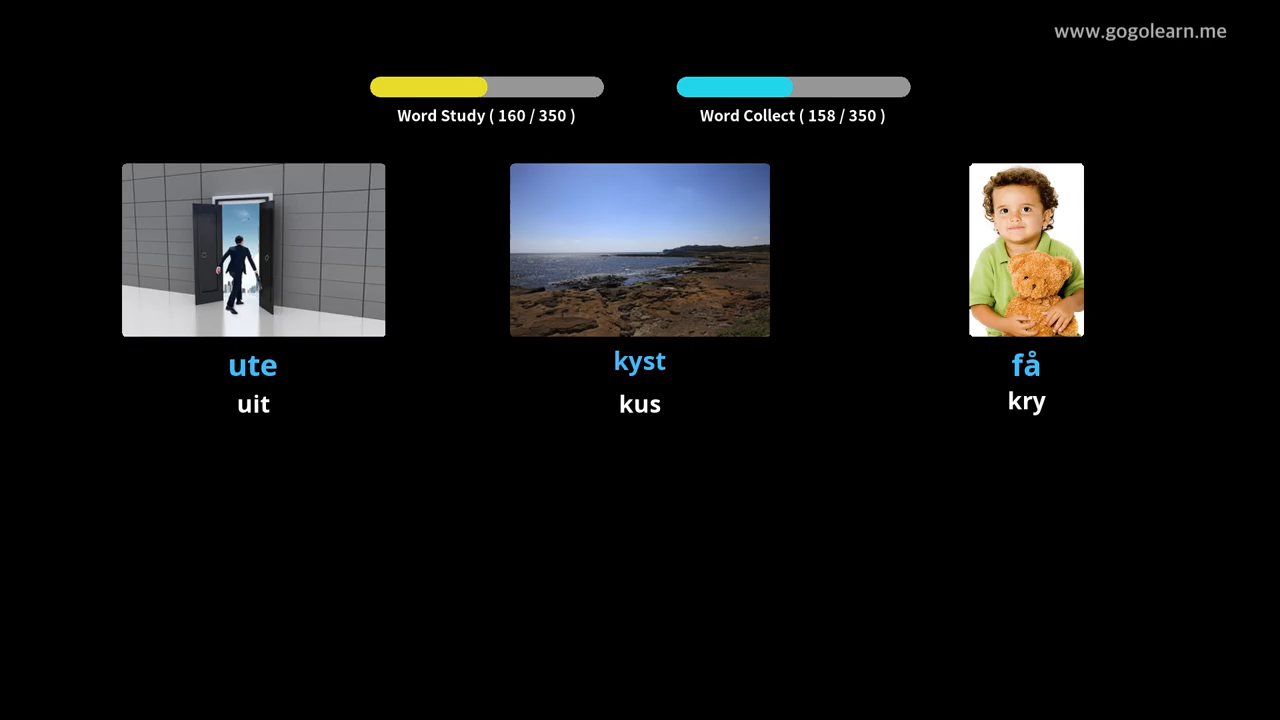 www.gogolearn.me
Word Study ( 160 / 350 )
Word Collect ( 158 / 350 )
ute
kyst
få
uit
kus
kry